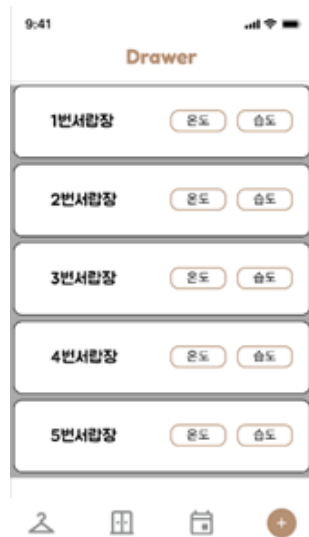 9:41
Drawer
1번서랍장 온도 습도
2번서랍장 온도 습도
3번서랍장 온도 습도
4번서랍장 온도 습도
5번서랍장 온도 습도